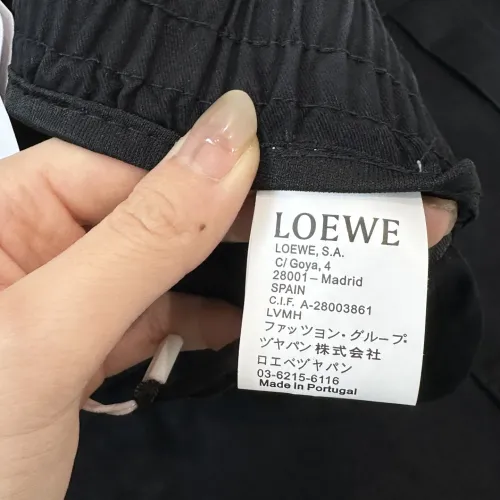 LOEWE
LOEWE, S.A.
C/ Goya, 4
28001 – Madrid
SPAIN
C.I.F. A-28003861
LVMH
ファッツョン・グループ
ヅヤパン株式会社
ロエベヅヤパン
03-6215-6116
Made In Portugal